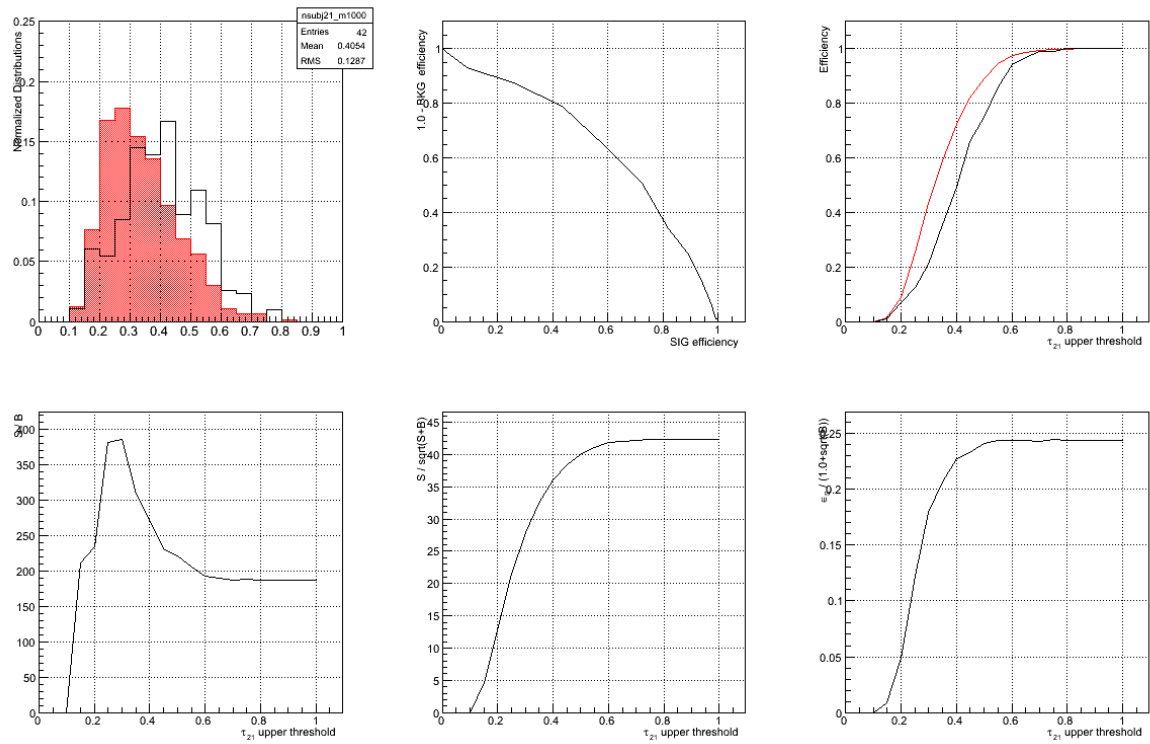 nsubj21_m1000
Entries 42
Mean 0.4054
RMS 0.1287
Normalized Distributions
0.25
0.2
0.15
0.1
0.05
0
0 0.1 0.2 0.3 0.4 0.5 0.6 0.7 0.8 0.9 1
1.0 - BKG efficiency
1
0.8
0.6
0.4
0.2
0
0 0.2 0.4 0.6 0.8 1
SIG efficiency
Efficiency
1
0.8
0.6
0.4
0.2
0
0 0.2 0.4 0.6 0.8 1
τ21 upper threshold
S / B
400
350
300
250
200
150
100
50
0
0 0.2 0.4 0.6 0.8 1
τ21 upper threshold
S / sqrt(S+B)
45
40
35
30
25
20
15
10
5
0
0 0.2 0.4 0.6 0.8 1
τ21 upper threshold
/ (1.0+sqrt(B))
0.25
0.2
0.15
0.1
0.05
0
0 0.2 0.4 0.6 0.8 1
τ21 upper threshold